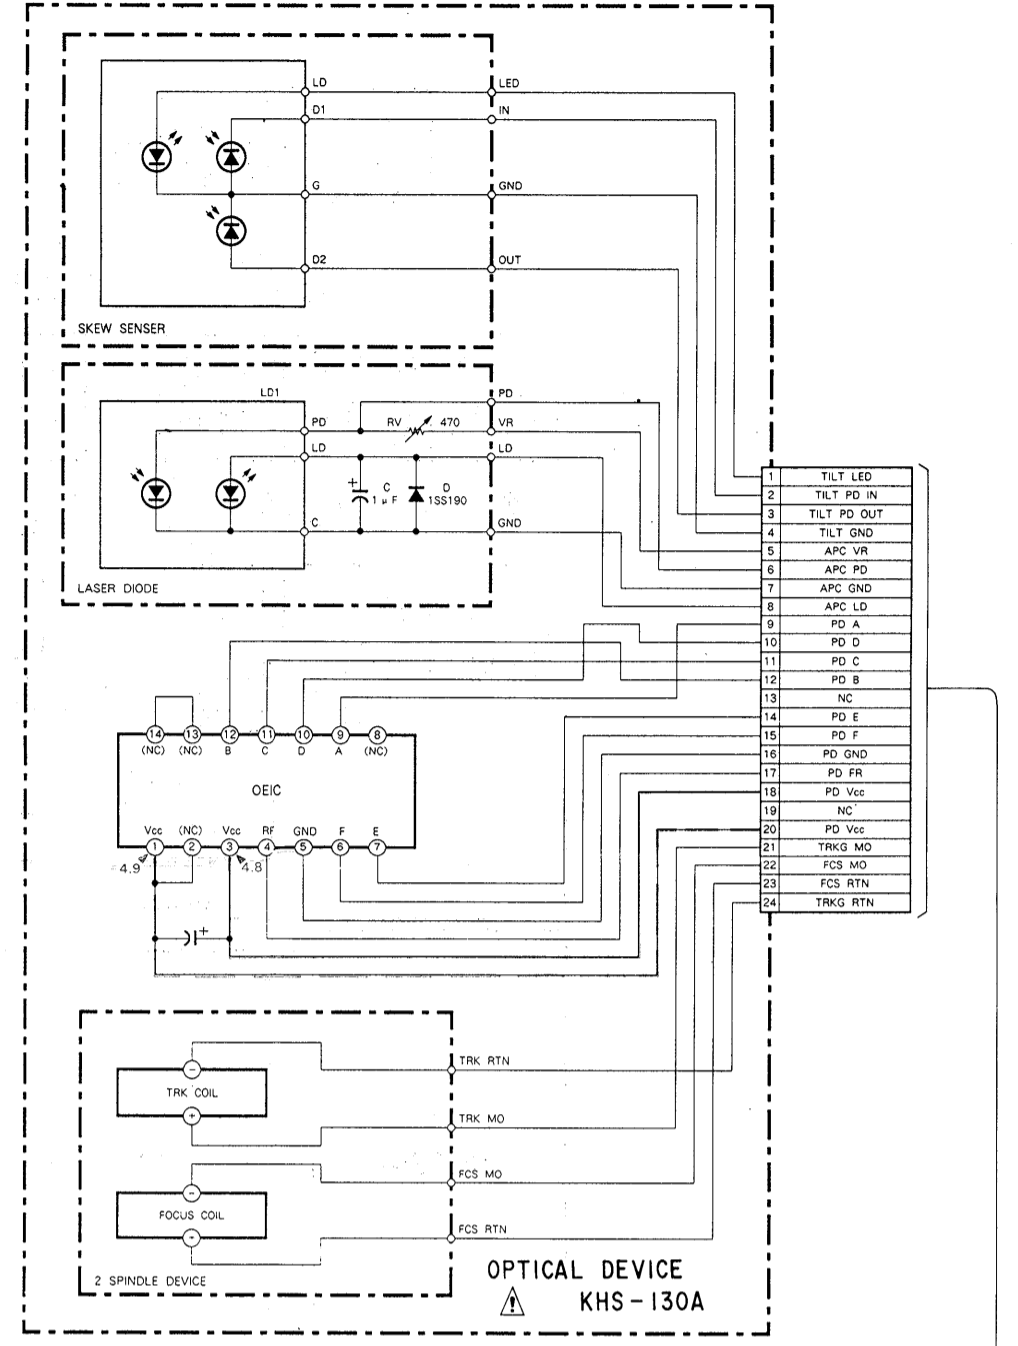 LD LED
D1 IN
G GND
D2 OUT
SKEW SENSER
LD1
PD
PD RV 470 VR
LD LD
+ C D
1 μF 1SS190
C GND
LASER DIODE
1 TILT LED
2 TILT PD IN
3 TILT PD OUT
4 TILT GND
5 APC VR
6 APC PD
7 APC GND
8 APC LD
9 PD A
10 PD D
11 PD C
12 PD B
13 NC
14 PD E
15 PD F
16 PD GND
17 PD FR
18 PD Vcc
19 NC
20 PD Vcc
21 TRKG MO
22 FCS MO
23 FCS RTN
24 TRKG RTN
14 13 12 11 10 9 8
(NC) (NC) B C D A (NC)
OEIC
Vcc (NC) Vcc RF GND F E
1 2 3 4 5 6 7
4.9 4.8
+
TRK RTN
−
TRK COIL
+
TRK MO
FCS MO
−
FOCUS COIL
-
FCS RTN
2 SPINDLE DEVICE
OPTICAL DEVICE
! KHS-130A